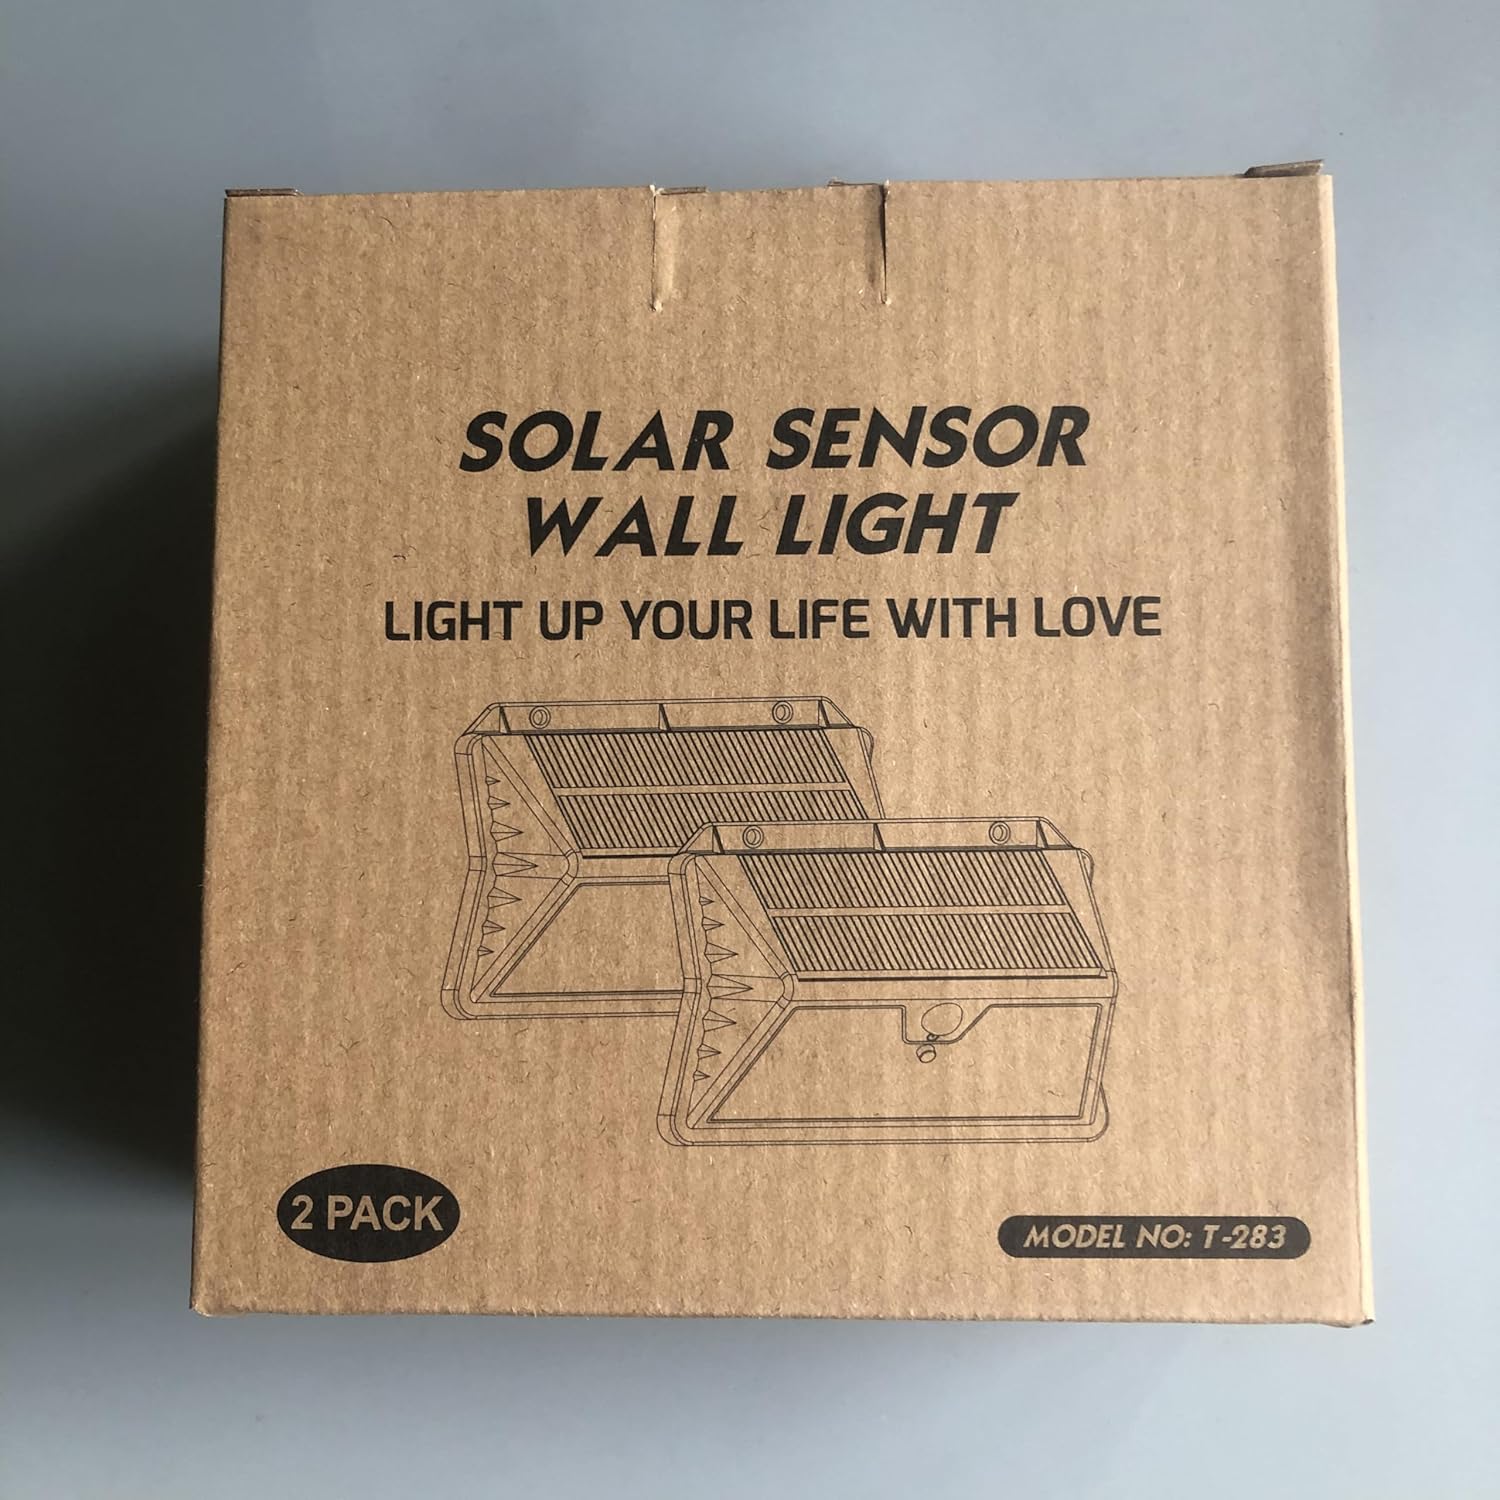 SOLAR SENSOR
WALL LIGHT
LIGHT UP YOUR LIFE WITH LOVE
2 PACK
MODEL NO: T-283